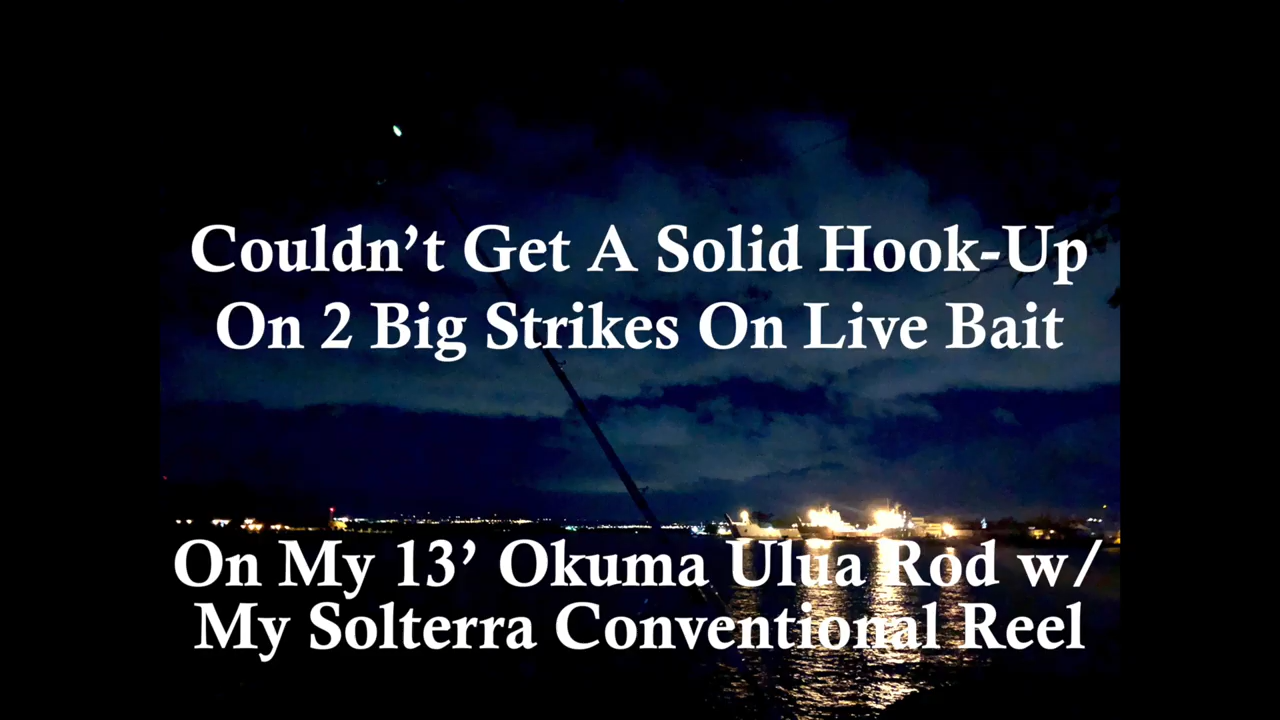 Couldn’t Get A Solid Hook-Up
On 2 Big Strikes On Live Bait
On My 13’ Okuma Ulua Rod w/
My Solterra Conventional Reel